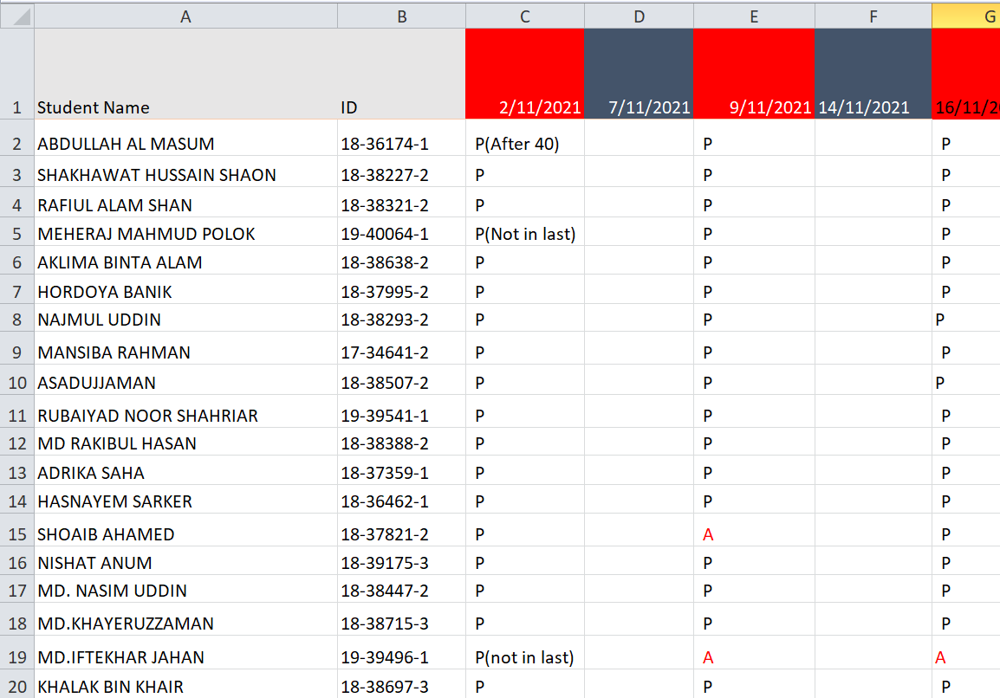 A B C D E F G
1 Student Name ID 2/11/2021 7/11/2021 9/11/2021 14/11/2021 16/11/2
2 ABDULLAH AL MASUM 18-36174-1 P(After 40) P P
3 SHAKHAWAT HUSSAIN SHAON 18-38227-2 P P P
4 RAFIUL ALAM SHAN 18-38321-2 P P P
5 MEHERAJ MAHMUD POLOK 19-40064-1 P(Not in last) P P
6 AKLIMA BINTA ALAM 18-38638-2 P P P
7 HORDOYA BANIK 18-37995-2 P P P
8 NAJMUL UDDIN 18-38293-2 P P P
9 MANSIBA RAHMAN 17-34641-2 P P P
10 ASADUJJAMAN 18-38507-2 P P P
11 RUBAIYAD NOOR SHAHRIAR 19-39541-1 P P P
12 MD RAKIBUL HASAN 18-38388-2 P P P
13 ADRIKA SAHA 18-37359-1 P P P
14 HASNAYEM SARKER 18-36462-1 P P P
15 SHOAIB AHAMED 18-37821-2 P A P
16 NISHAT ANUM 18-39175-3 P P P
17 MD. NASIM UDDIN 18-38447-2 P P P
18 MD.KHAYERUZZAMAN 18-38715-3 P P P
19 MD.IFTEKHAR JAHAN 19-39496-1 P(not in last) A A
20 KHALAK BIN KHAIR 18-38697-3 P P P